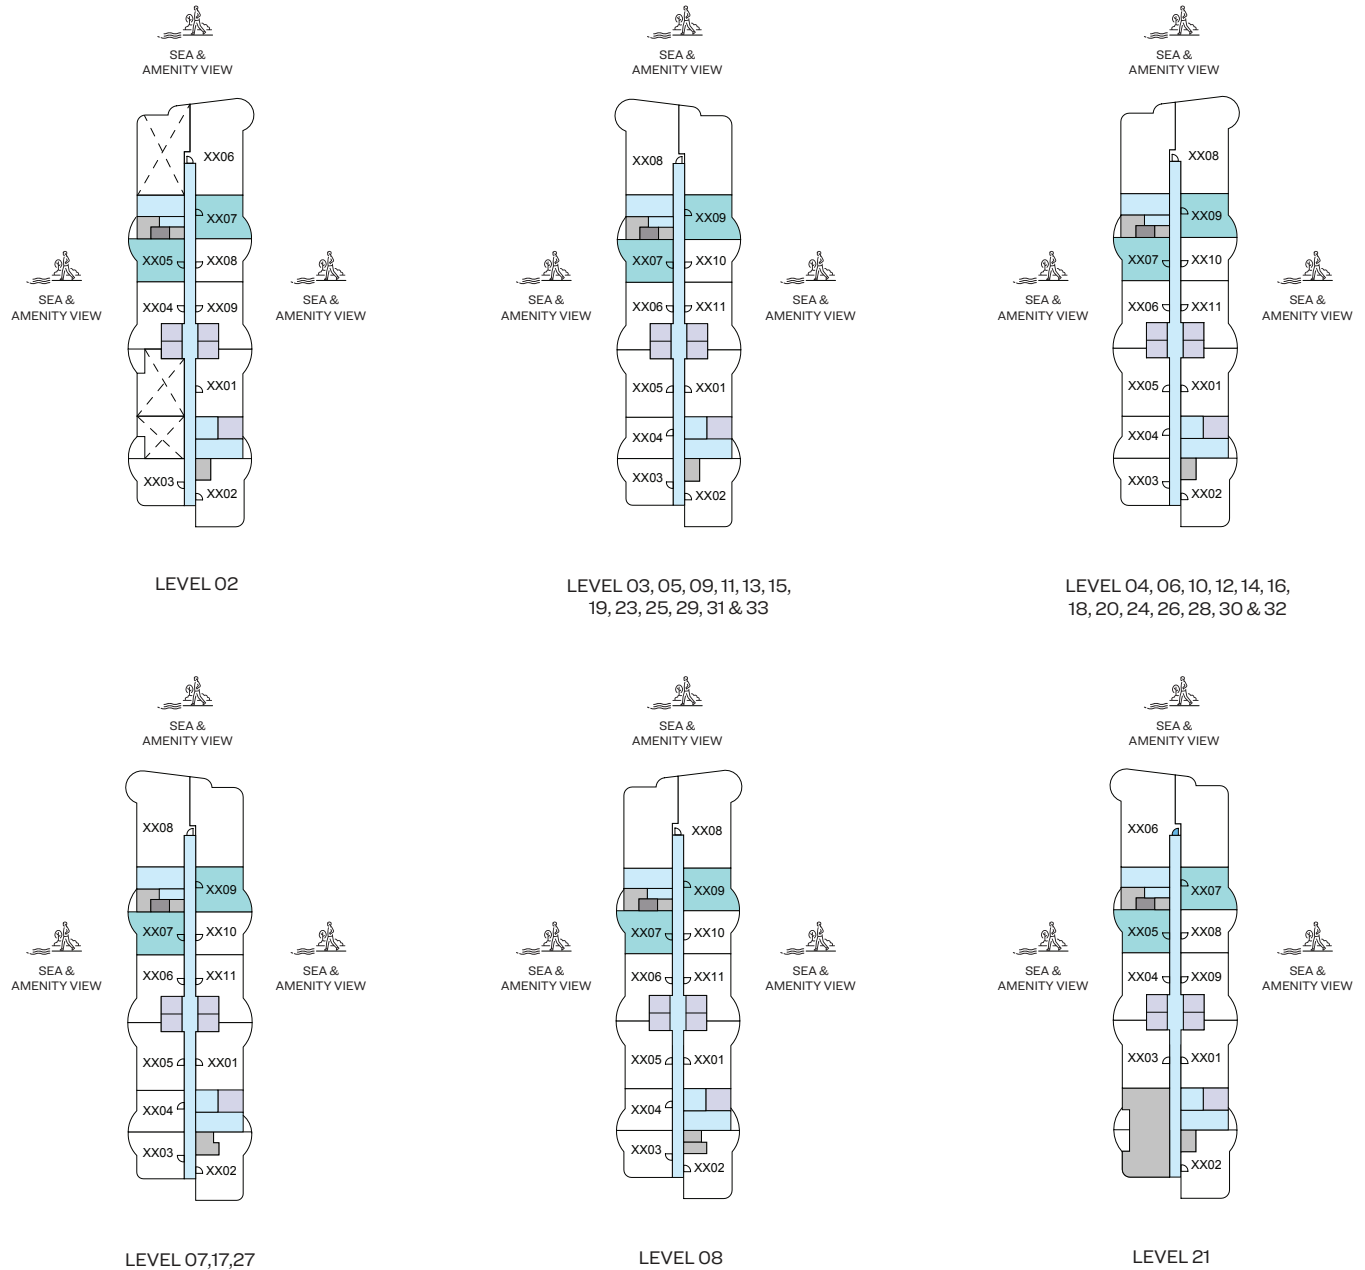 SEA &
AMENITY VIEW
XX06
XX07
XX05
XX08
XX04
XX09
XX01
XX03
XX02
SEA &
AMENITY VIEW
SEA &
AMENITY VIEW
LEVEL 02
SEA &
AMENITY VIEW
XX08
XX09
XX07
XX10
XX06
XX11
XX05
XX01
XX04
XX03
XX02
SEA &
AMENITY VIEW
SEA &
AMENITY VIEW
LEVEL 03, 05, 09, 11, 13, 15,
19, 23, 25, 29, 31 & 33
SEA &
AMENITY VIEW
XX08
XX09
XX07
XX10
XX06
XX11
XX05
XX01
XX04
XX03
XX02
SEA &
AMENITY VIEW
SEA &
AMENITY VIEW
LEVEL 04, 06, 10, 12, 14, 16,
18, 20, 24, 26, 28, 30 & 32
SEA &
AMENITY VIEW
XX08
XX09
XX07
XX10
XX06
XX11
XX05
XX01
XX04
XX03
XX02
SEA &
AMENITY VIEW
SEA &
AMENITY VIEW
LEVEL 07,17,27
SEA &
AMENITY VIEW
XX08
XX09
XX07
XX10
XX06
XX11
XX05
XX01
XX04
XX03
XX02
SEA &
AMENITY VIEW
SEA &
AMENITY VIEW
LEVEL 08
SEA &
AMENITY VIEW
XX06
XX07
XX05
XX08
XX04
XX09
XX03
XX01
XX02
SEA &
AMENITY VIEW
SEA &
AMENITY VIEW
LEVEL 21